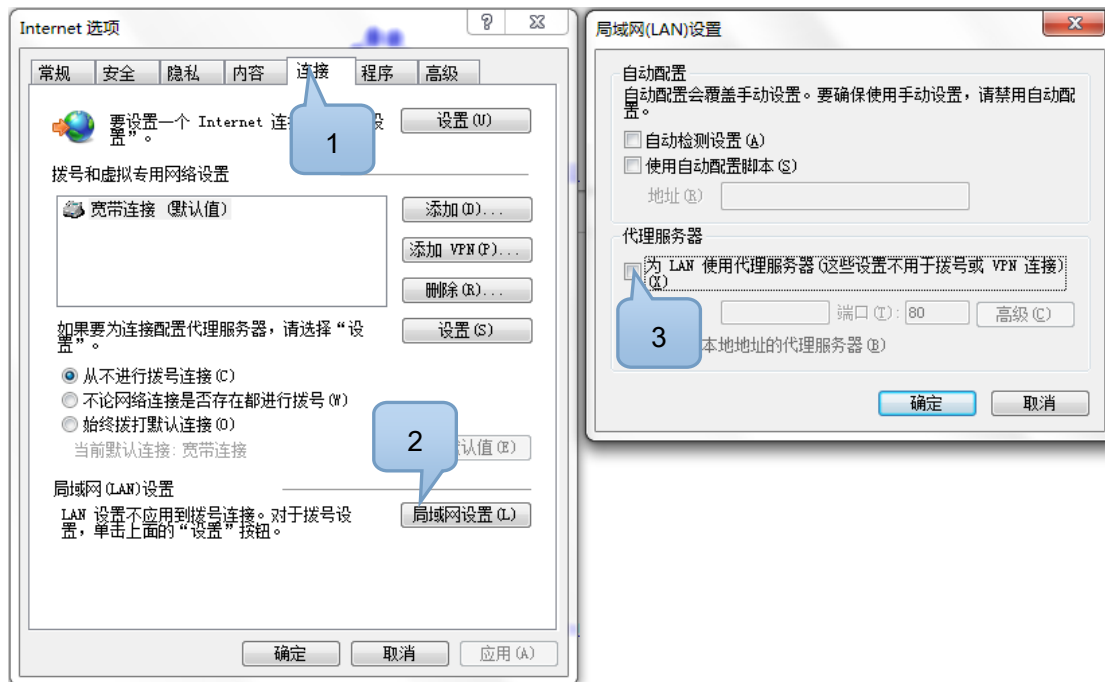 Internet 选项
常规 安全 隐私 内容 连接 程序 高级
要设置一个 Internet 连 设
置”。
设置(U)
1
拨号和虚拟专用网络设置
宽带连接 (默认值)
添加(D)...
添加 VPN(P)...
删除(R)...
如果要为连接配置代理服务器，请选择“设
置”。
设置(S)
从不进行拨号连接(C)
不论网络连接是否存在都进行拨号(W)
始终拨打默认连接(O)
当前默认连接: 宽带连接
认值(E)
2
局域网(LAN)设置
LAN 设置不应用到拨号连接。对于拨号设
置，单击上面的“设置”按钮。
局域网设置(L)
确定 取消 应用(A)
局域网(LAN)设置
自动配置
自动配置会覆盖手动设置。要确保使用手动设置，请禁用自动配
置。
自动检测设置(A)
使用自动配置脚本(S)
地址(R)
代理服务器
为 LAN 使用代理服务器(这些设置不用于拨号或 VPN 连接)
(X)
端口(T): 80 高级(C)
3
本地地址的代理服务器(B)
确定 取消